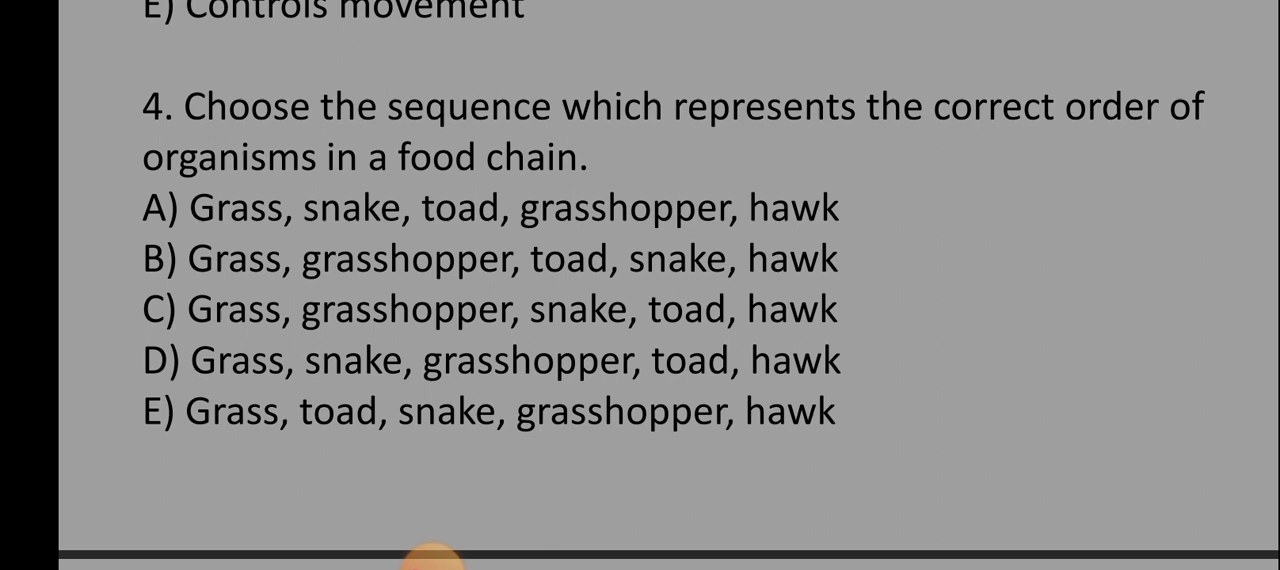 E) Controls movement
4. Choose the sequence which represents the correct order of
organisms in a food chain.
A) Grass, snake, toad, grasshopper, hawk
B) Grass, grasshopper, toad, snake, hawk
C) Grass, grasshopper, snake, toad, hawk
D) Grass, snake, grasshopper, toad, hawk
E) Grass, toad, snake, grasshopper, hawk